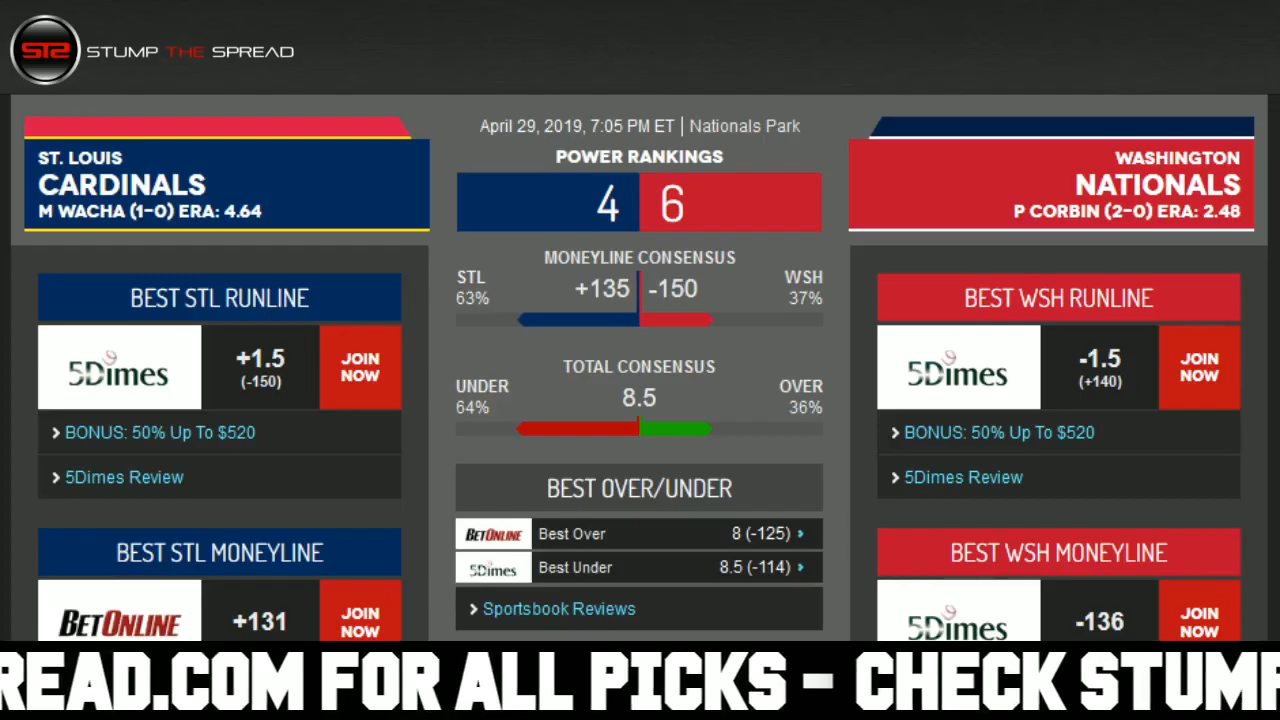 STS STUMP THE SPREAD
April 29, 2019, 7:05 PM ET | Nationals Park
ST. LOUIS
CARDINALS
M WACHA (1-0) ERA: 4.64
POWER RANKINGS
4 6
WASHINGTON
NATIONALS
P CORBIN (2-0) ERA: 2.48
BEST STL RUNLINE
5Dimes
+1.5
(-150)
JOIN
NOW
> BONUS: 50% Up To $520
> 5Dimes Review
BEST STL MONEYLINE
BETONLINE
+131
JOIN
NOW
MONEYLINE CONSENSUS
STL
63%
+135 -150
WSH
37%
TOTAL CONSENSUS
UNDER
64%
8.5
OVER
36%
BEST OVER/UNDER
BETONLINE Best Over 8 (-125) >
5Dimes Best Under 8.5 (-114) >
> Sportsbook Reviews
BEST WSH RUNLINE
5Dimes
-1.5
(+140)
JOIN
NOW
> BONUS: 50% Up To $520
> 5Dimes Review
BEST WSH MONEYLINE
5Dimes
-136
JOIN
NOW
READ.COM FOR ALL PICKS - CHECK STUMP